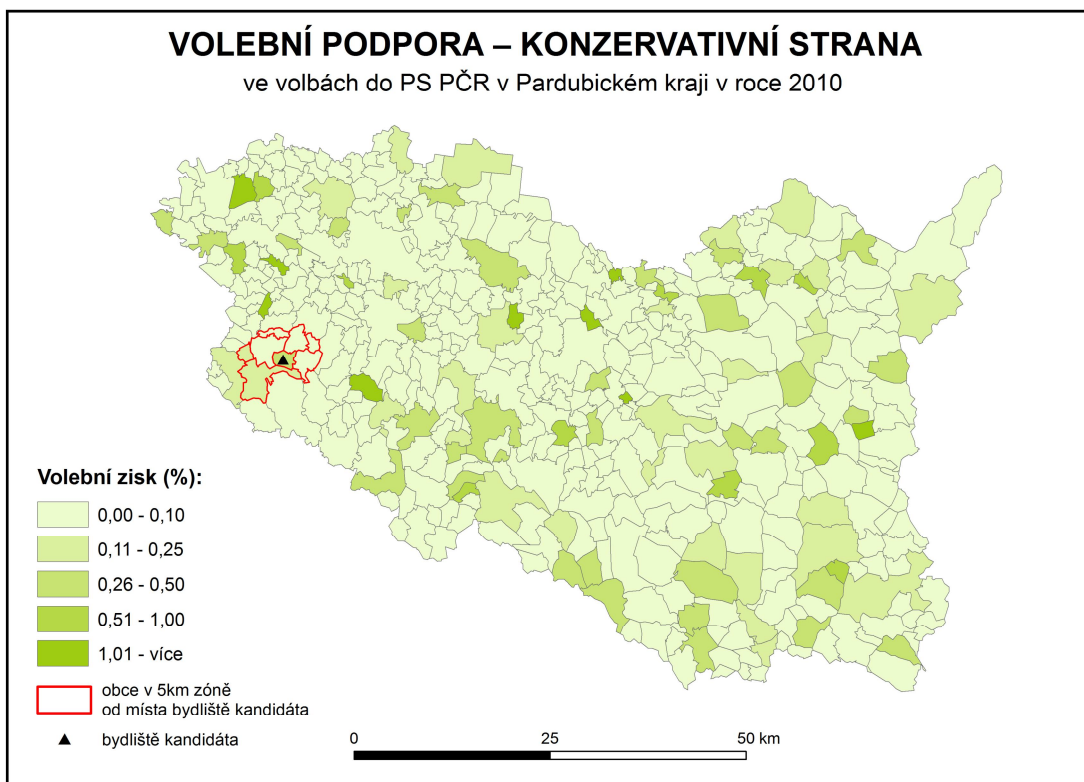 VOLEBNÍ PODPORA – KONZERVATIVNÍ STRANA
ve volbách do PS PČR v Pardubickém kraji v roce 2010
Volební zisk (%):
0,00 - 0,10
0,11 - 0,25
0,26 - 0,50
0,51 - 1,00
1,01 - více
obce v 5km zóně
od místa bydliště kandidáta
bydliště kandidáta
0 25 50 km